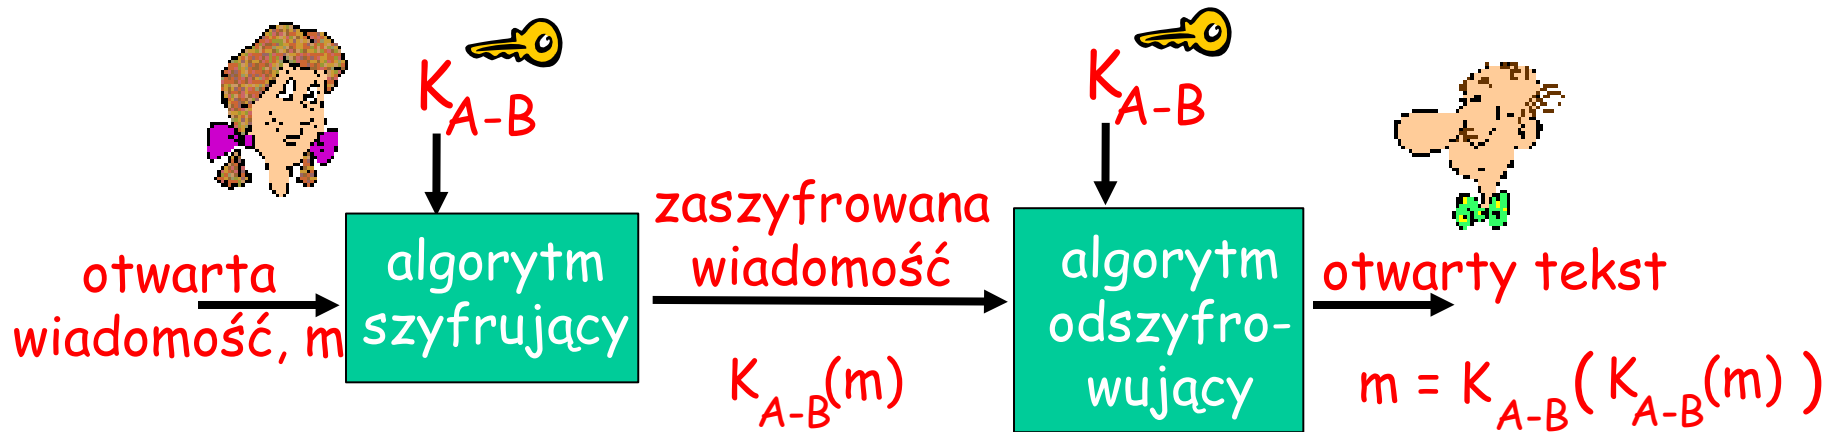 K A-B
K A-B
otwarta
wiadomość, m
algorytm
szyfrujący
zaszyfrowana
wiadomość
K A-B (m)
algorytm
odszyfro-
wujący
otwarty tekst
m = K A-B ( K A-B (m) )